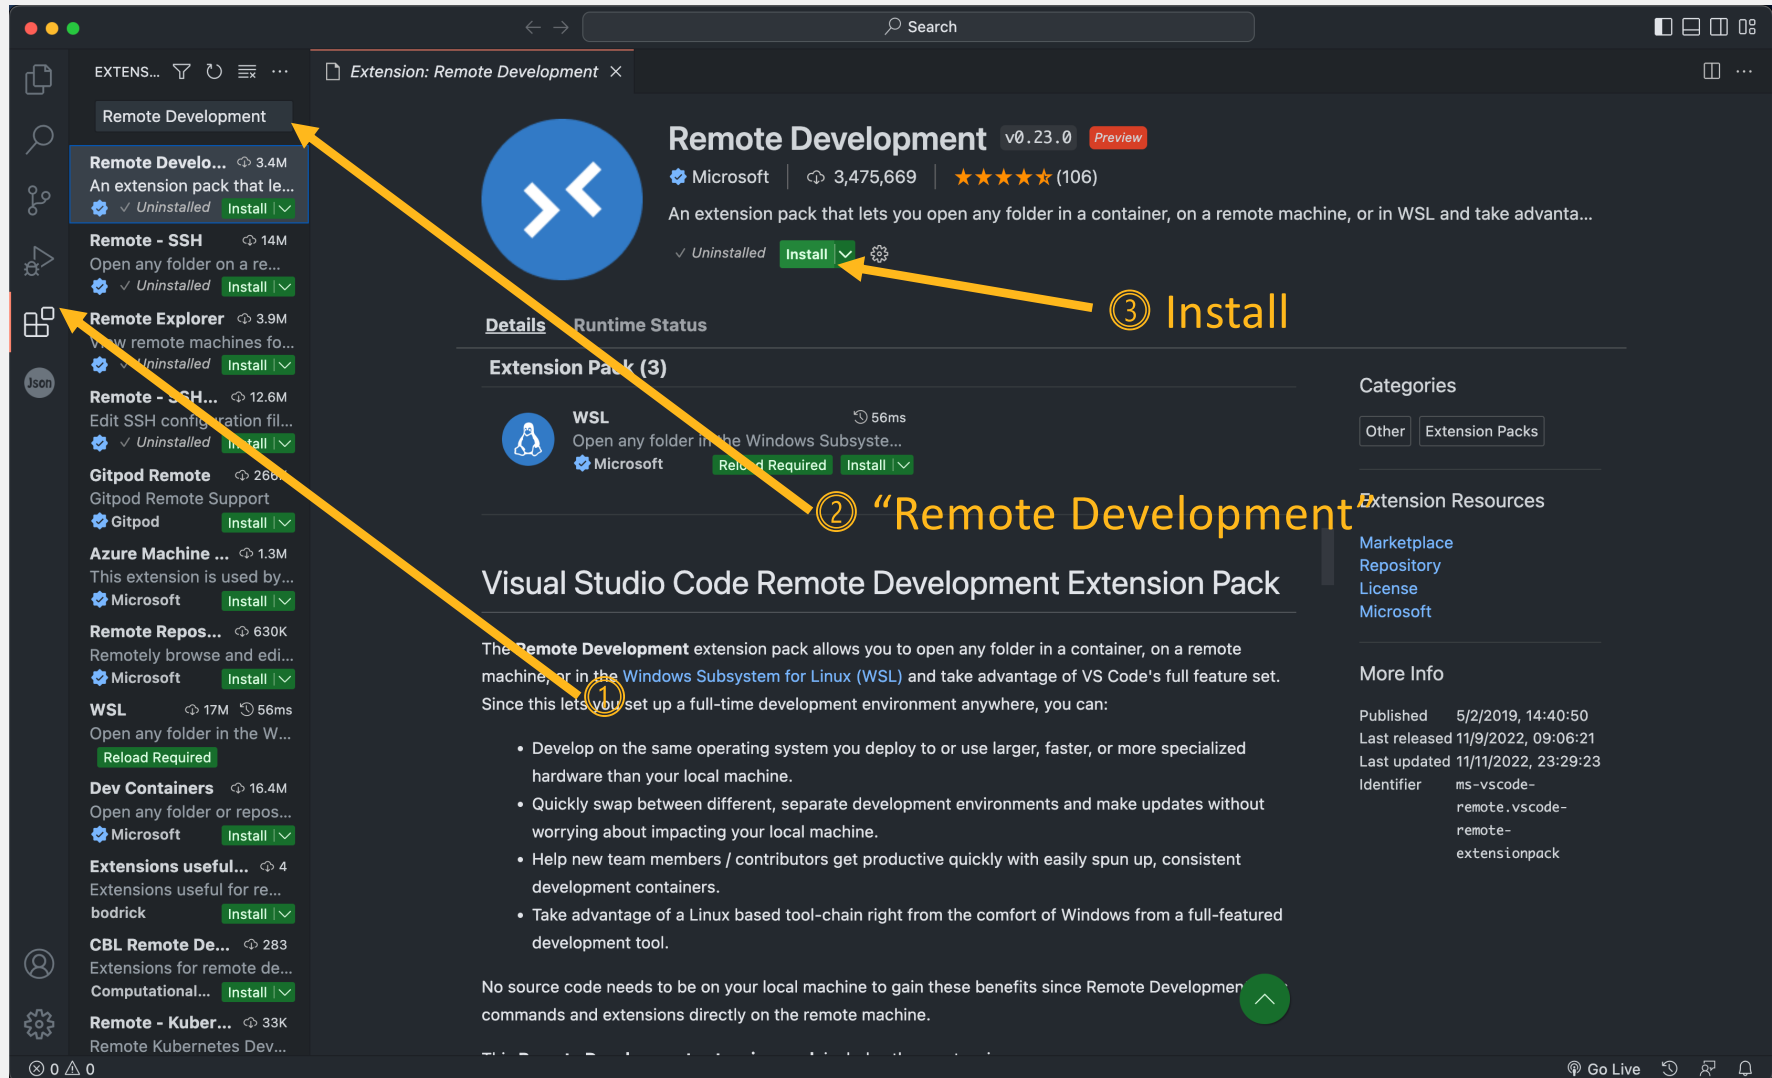 Search
EXTENS...
Extension: Remote Development
Remote Development
Remote Develo... 3.4M
An extension pack that le...
Uninstalled Install
Remote - SSH 14M
Open any folder on a re...
Uninstalled Install
Remote Explorer 3.9M
View remote machines fo...
Uninstalled Install
Remote - SSH... 12.6M
Edit SSH configuration fil...
Uninstalled Install
Gitpod Remote 266K
Gitpod Remote Support
Gitpod Install
Azure Machine ... 1.3M
This extension is used by...
Microsoft Install
Remote Repos... 630K
Remotely browse and edi...
Microsoft Install
WSL 17M 56ms
Open any folder in the W...
Reload Required
Dev Containers 16.4M
Open any folder or repos...
Microsoft Install
Extensions useful... 4
Extensions useful for re...
bodrick Install
CBL Remote De... 283
Extensions for remote de...
Computational... Install
Remote - Kuber... 33K
Remote Kubernetes Dev...
Json
Remote Development v0.23.0 Preview
Microsoft 3,475,669 (106)
An extension pack that lets you open any folder in a container, on a remote machine, or in WSL and take advanta...
Uninstalled Install
③ Install
Details Runtime Status
Extension Pack (3)
WSL 56ms
Open any folder in the Windows Subsyste...
Microsoft Reload Required Install
② “Remote Development”
Visual Studio Code Remote Development Extension Pack
The Remote Development extension pack allows you to open any folder in a container, on a remote
machine, or in the Windows Subsystem for Linux (WSL) and take advantage of VS Code's full feature set.
Since this lets you set up a full-time development environment anywhere, you can:
①
• Develop on the same operating system you deploy to or use larger, faster, or more specialized
hardware than your local machine.
• Quickly swap between different, separate development environments and make updates without
worrying about impacting your local machine.
• Help new team members / contributors get productive quickly with easily spun up, consistent
development containers.
• Take advantage of a Linux based tool-chain right from the comfort of Windows from a full-featured
development tool.
No source code needs to be on your local machine to gain these benefits since Remote Developmen
commands and extensions directly on the remote machine.
Categories
Other Extension Packs
Extension Resources
Marketplace
Repository
License
Microsoft
More Info
Published 5/2/2019, 14:40:50
Last released 11/9/2022, 09:06:21
Last updated 11/11/2022, 23:29:23
Identifier ms-vscode-
remote.vscode-
remote-
extensionpack
0 0
Go Live